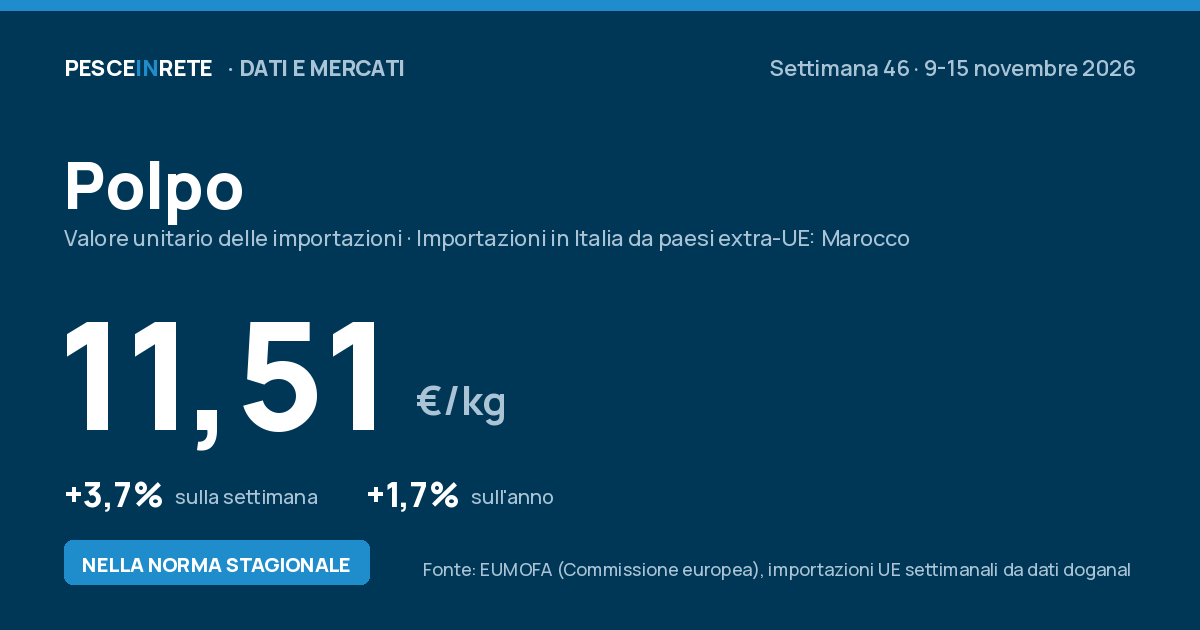 PESCEINRETE · DATI E MERCATI
Settimana 46 · 9-15 novembre 2026
Polpo
Valore unitario delle importazioni · Importazioni in Italia da paesi extra-UE: Marocco
11,51 €/kg
+3,7% sulla settimana +1,7% sull'anno
NELLA NORMA STAGIONALE
Fonte: EUMOFA (Commissione europea), importazioni UE settimanali da dati doganal